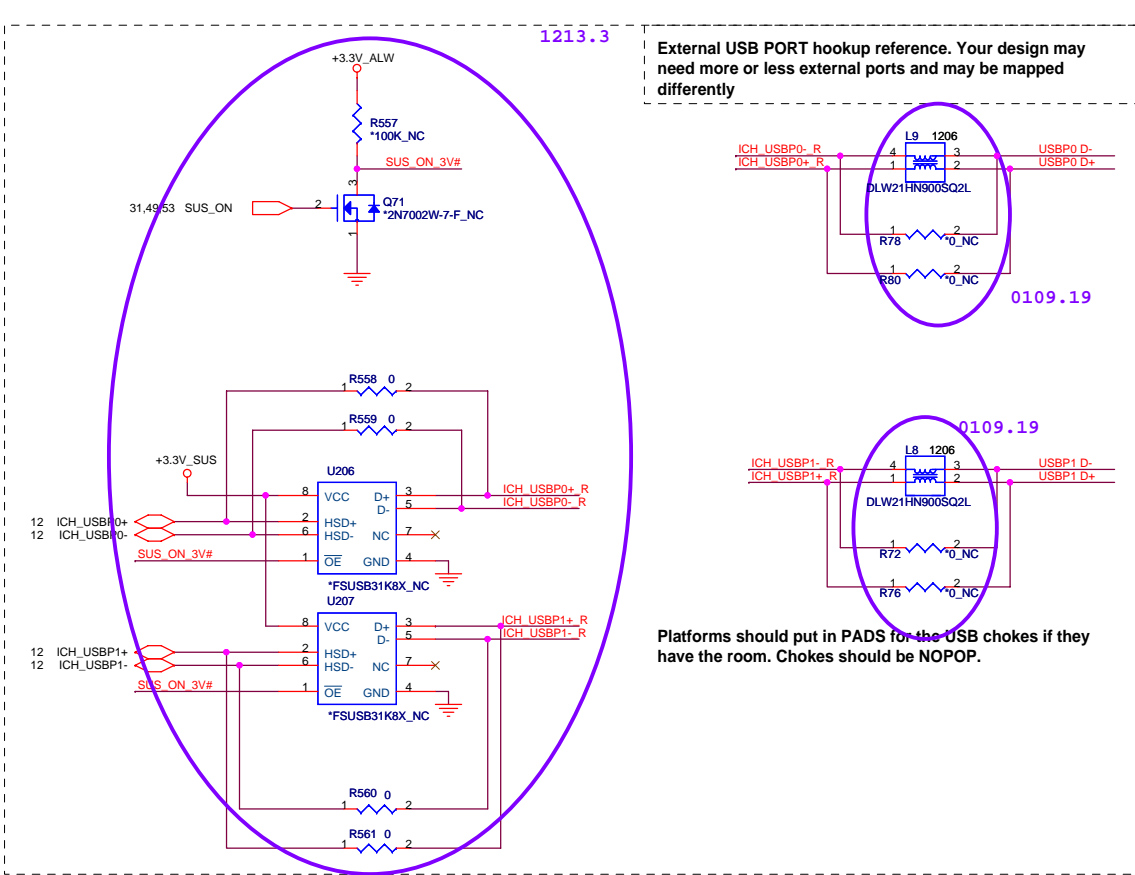 1213.3
External USB PORT hookup reference. Your design may
need more or less external ports and may be mapped
differently
+3.3V_ALW
R557
*100K_NC
SUS_ON_3V#
3
31,49,53 SUS_ON
2
Q71
*2N7002W-7-F_NC
1
L9 1206
ICH_USBP0-_R 4 3 USBP0 D-
ICH_USBP0+_R 1 2 USBP0 D+
DLW21HN900SQ2L
1 2
R78 *0_NC
1 2
R80 *0_NC
0109.19
R558 0
1 2
R559 0
1 2
+3.3V_SUS
U206
8 VCC D+ 3 ICH_USBP0+_R
D- 5 ICH_USBP0-_R
12 ICH_USBP0+ 2 HSD+
12 ICH_USBP0- 6 HSD- NC 7
SUS_ON_3V# 1 OE GND 4
*FSUSB31K8X_NC
U207
8 VCC D+ 3 ICH_USBP1+_R
D- 5 ICH_USBP1-_R
12 ICH_USBP1+ 2 HSD+
12 ICH_USBP1- 6 HSD- NC 7
SUS_ON_3V# 1 OE GND 4
*FSUSB31K8X_NC
R560 0
1 2
R561 0
1 2
0109.19
L8 1206
ICH_USBP1-_R 4 3 USBP1 D-
ICH_USBP1+_R 1 2 USBP1 D+
DLW21HN900SQ2L
1 2
R72 *0_NC
1 2
R76 *0_NC
Platforms should put in PADS for the USB chokes if they
have the room. Chokes should be NOPOP.